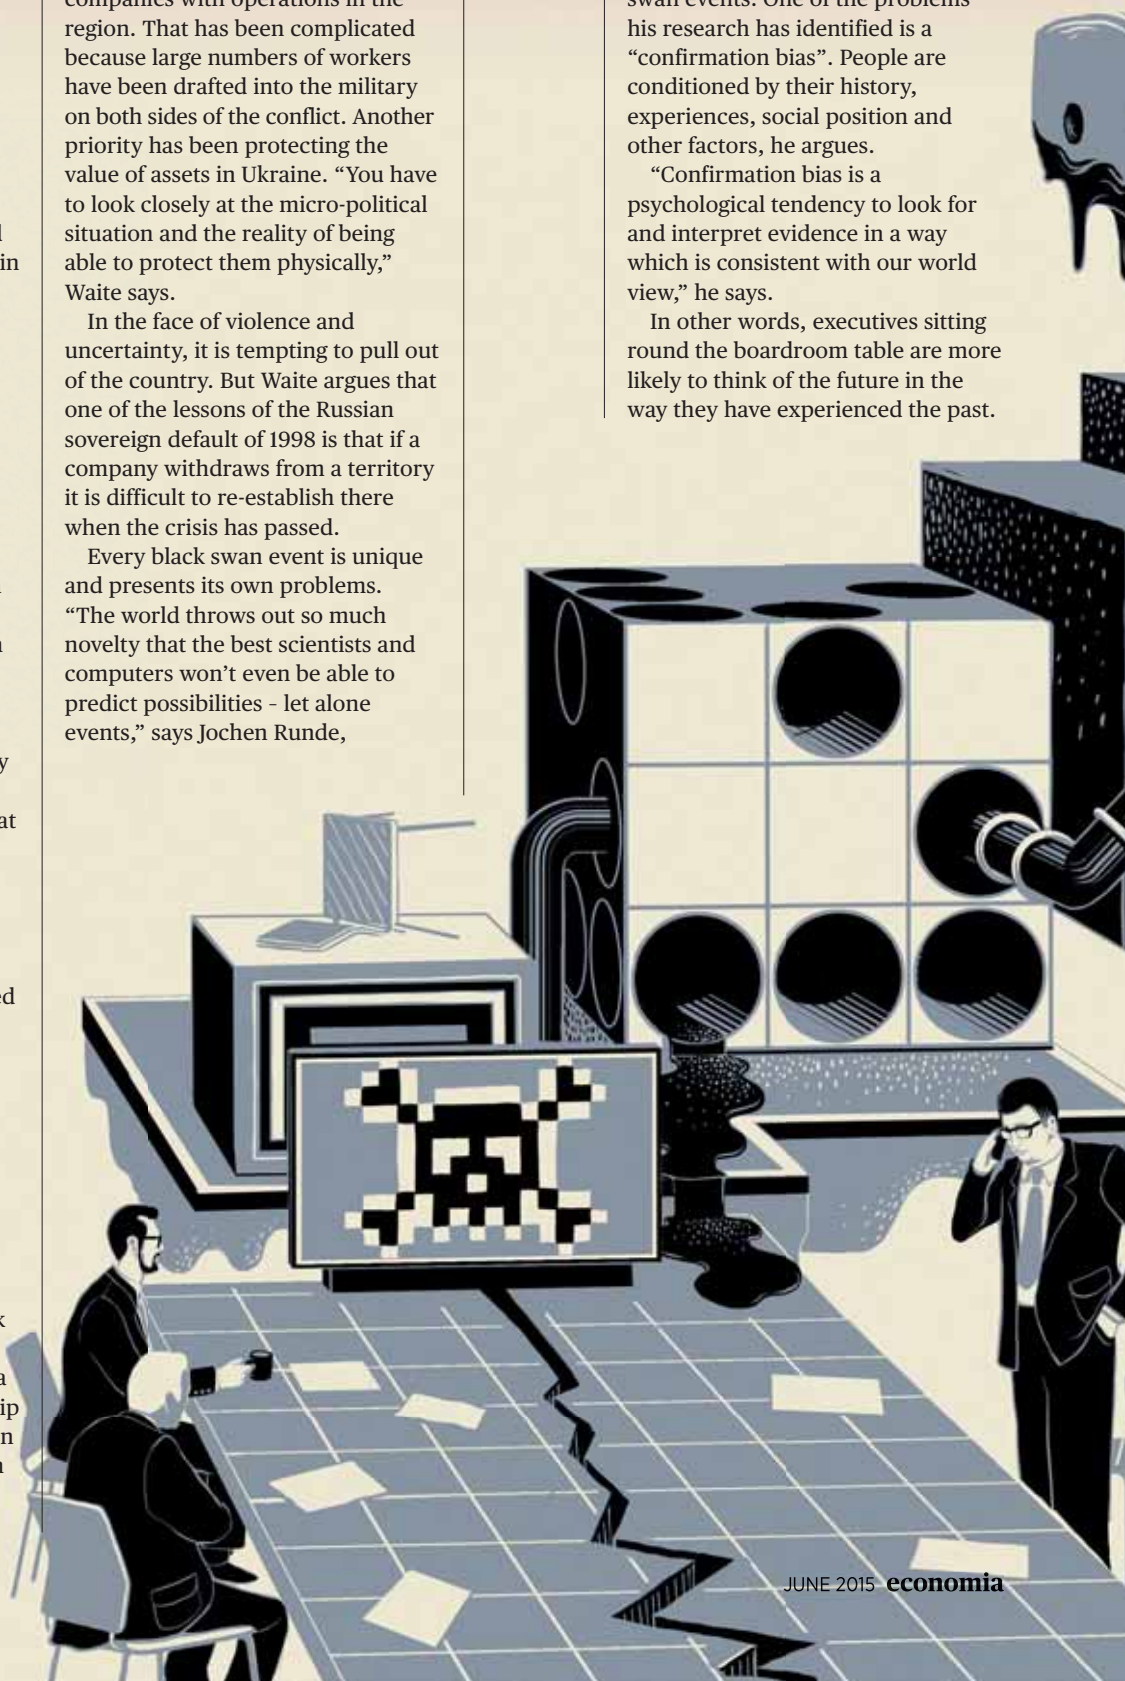 companies with operations in the
region. That has been complicated
because large numbers of workers
have been drafted into the military
on both sides of the conflict. Another
priority has been protecting the
value of assets in Ukraine. “You have
to look closely at the micro-political
situation and the reality of being
able to protect them physically,”
Waite says.
In the face of violence and
uncertainty, it is tempting to pull out
of the country. But Waite argues that
one of the lessons of the Russian
sovereign default of 1998 is that if a
company withdraws from a territory
it is difficult to re-establish there
when the crisis has passed.
Every black swan event is unique
and presents its own problems.
“The world throws out so much
novelty that the best scientists and
computers won’t even be able to
predict possibilities – let alone
events,” says Jochen Runde,
swan events. One of the problems
his research has identified is a
“confirmation bias”. People are
conditioned by their history,
experiences, social position and
other factors, he argues.
“Confirmation bias is a
psychological tendency to look for
and interpret evidence in a way
which is consistent with our world
view,” he says.
In other words, executives sitting
round the boardroom table are more
likely to think of the future in the
way they have experienced the past.
JUNE 2015 economia